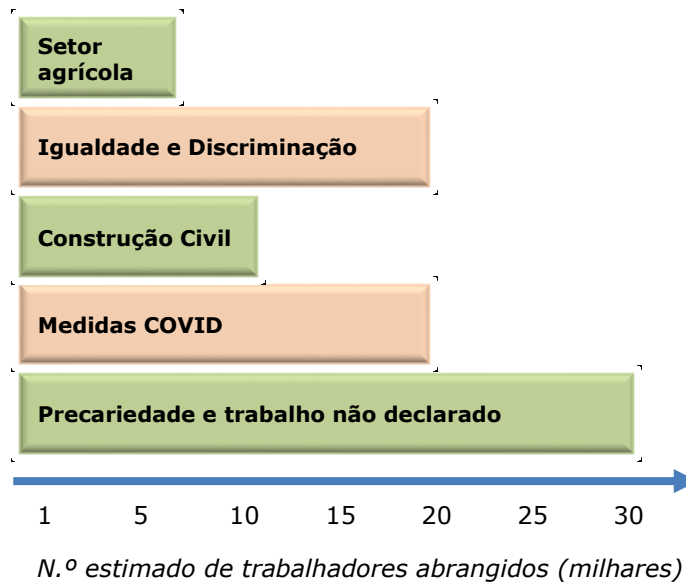 Setor
agrícola
Igualdade e Discriminação
Construção Civil
Medidas COVID
Precariedade e trabalho não declarado
1 5 10 15 20 25 30
N.º estimado de trabalhadores abrangidos (milhares)